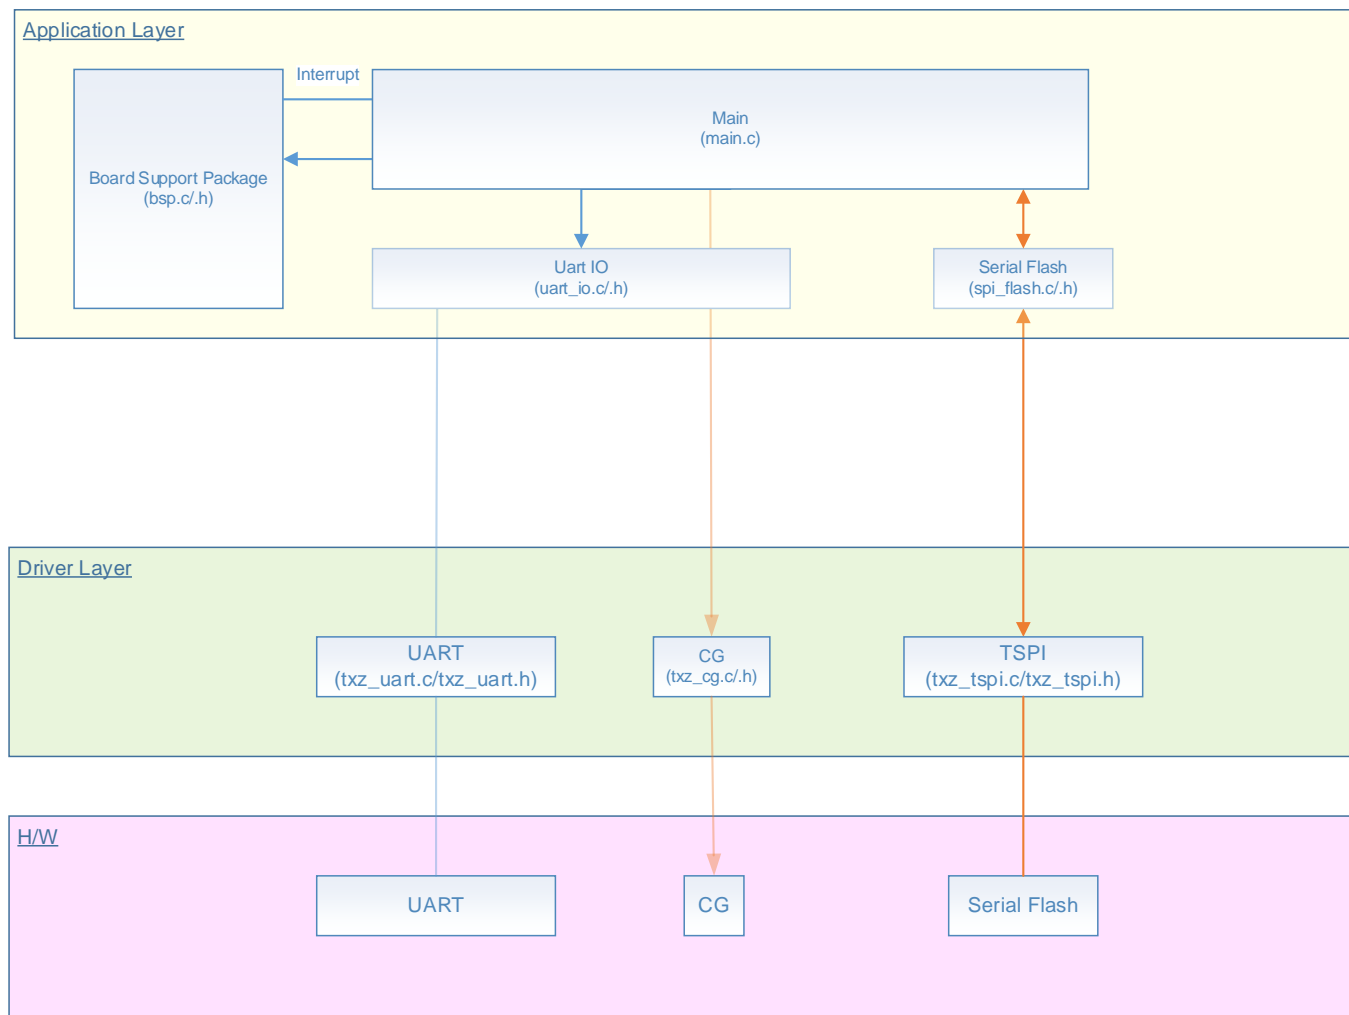 Application Layer
Interrupt
Main
(main.c)
Board Support Package
(bsp.c/.h)
Uart IO
(uart_io.c/.h)
Serial Flash
(spi_flash.c/.h)
Driver Layer
UART
(txz_uart.c/txz_uart.h)
CG
(txz_cg.c/.h)
TSPI
(txz_tspi.c/txz_tspi.h)
H/W
UART
CG
Serial Flash